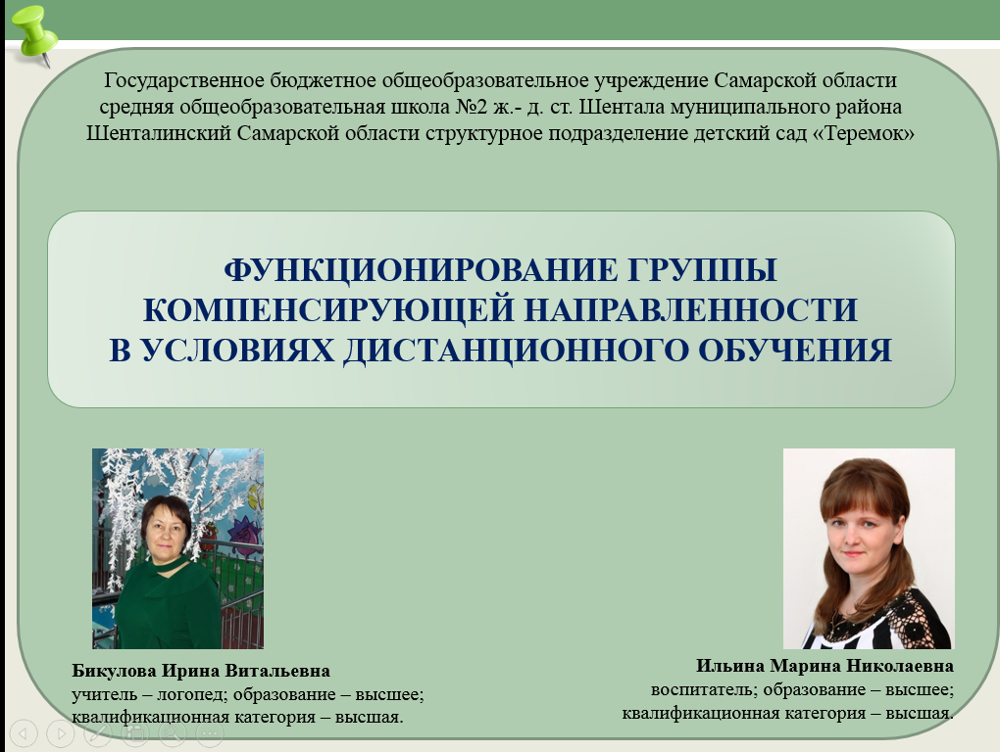 Государственное бюджетное общеобразовательное учреждение Самарской области
средняя общеобразовательная школа №2 ж.- д. ст. Шентала муниципального района
Шенталинский Самарской области структурное подразделение детский сад «Теремок»
ФУНКЦИОНИРОВАНИЕ ГРУППЫ
КОМПЕНСИРУЮЩЕЙ НАПРАВЛЕННОСТИ
В УСЛОВИЯХ ДИСТАНЦИОННОГО ОБУЧЕНИЯ
Бикулова Ирина Витальевна
учитель – логопед; образование – высшее;
квалификационная категория – высшая.
Ильина Марина Николаевна
воспитатель; образование – высшее;
квалификационная категория – высшая.